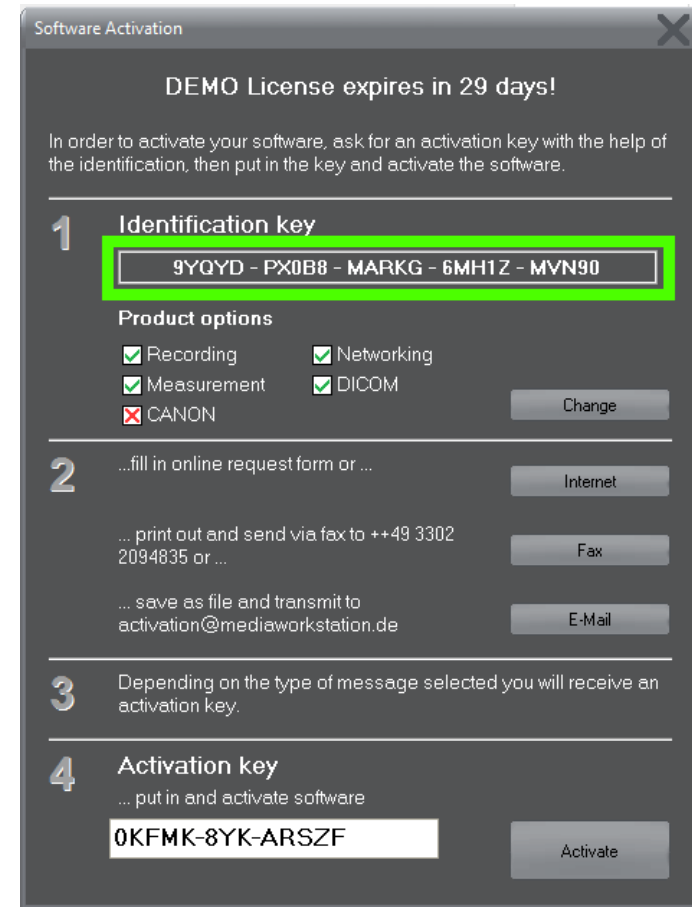 Software Activation
DEMO License expires in 29 days!
In order to activate your software, ask for an activation key with the help of
the identification, then put in the key and activate the software.
1 Identification key
9YQYD - PX0B8 - MARKG - 6MH1Z - MVN90
Product options
Recording Networking
Measurement DICOM
CANON Change
2 ...fill in online request form or ... Internet
... print out and send via fax to ++49 3302
2094835 or ... Fax
... save as file and transmit to
activation@mediaworkstation.de E-Mail
3 Depending on the type of message selected you will receive an
activation key.
4 Activation key
... put in and activate software
0KFMK-8YK-ARSZF Activate